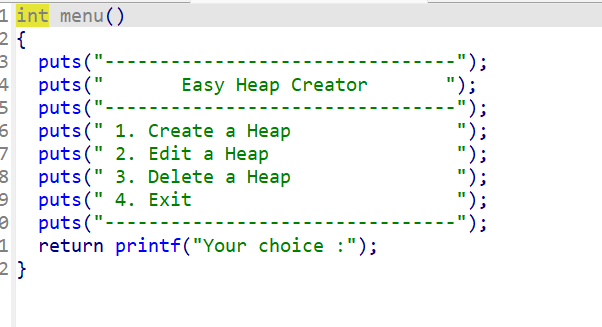 1 int menu()
2 {
3   puts("--------------------------------");
4   puts("       Easy Heap Creator       ");
5   puts("--------------------------------");
6   puts(" 1. Create a Heap               ");
7   puts(" 2. Edit a Heap                 ");
8   puts(" 3. Delete a Heap               ");
9   puts(" 4. Exit                        ");
0   puts("--------------------------------");
1   return printf("Your choice :");
2 }